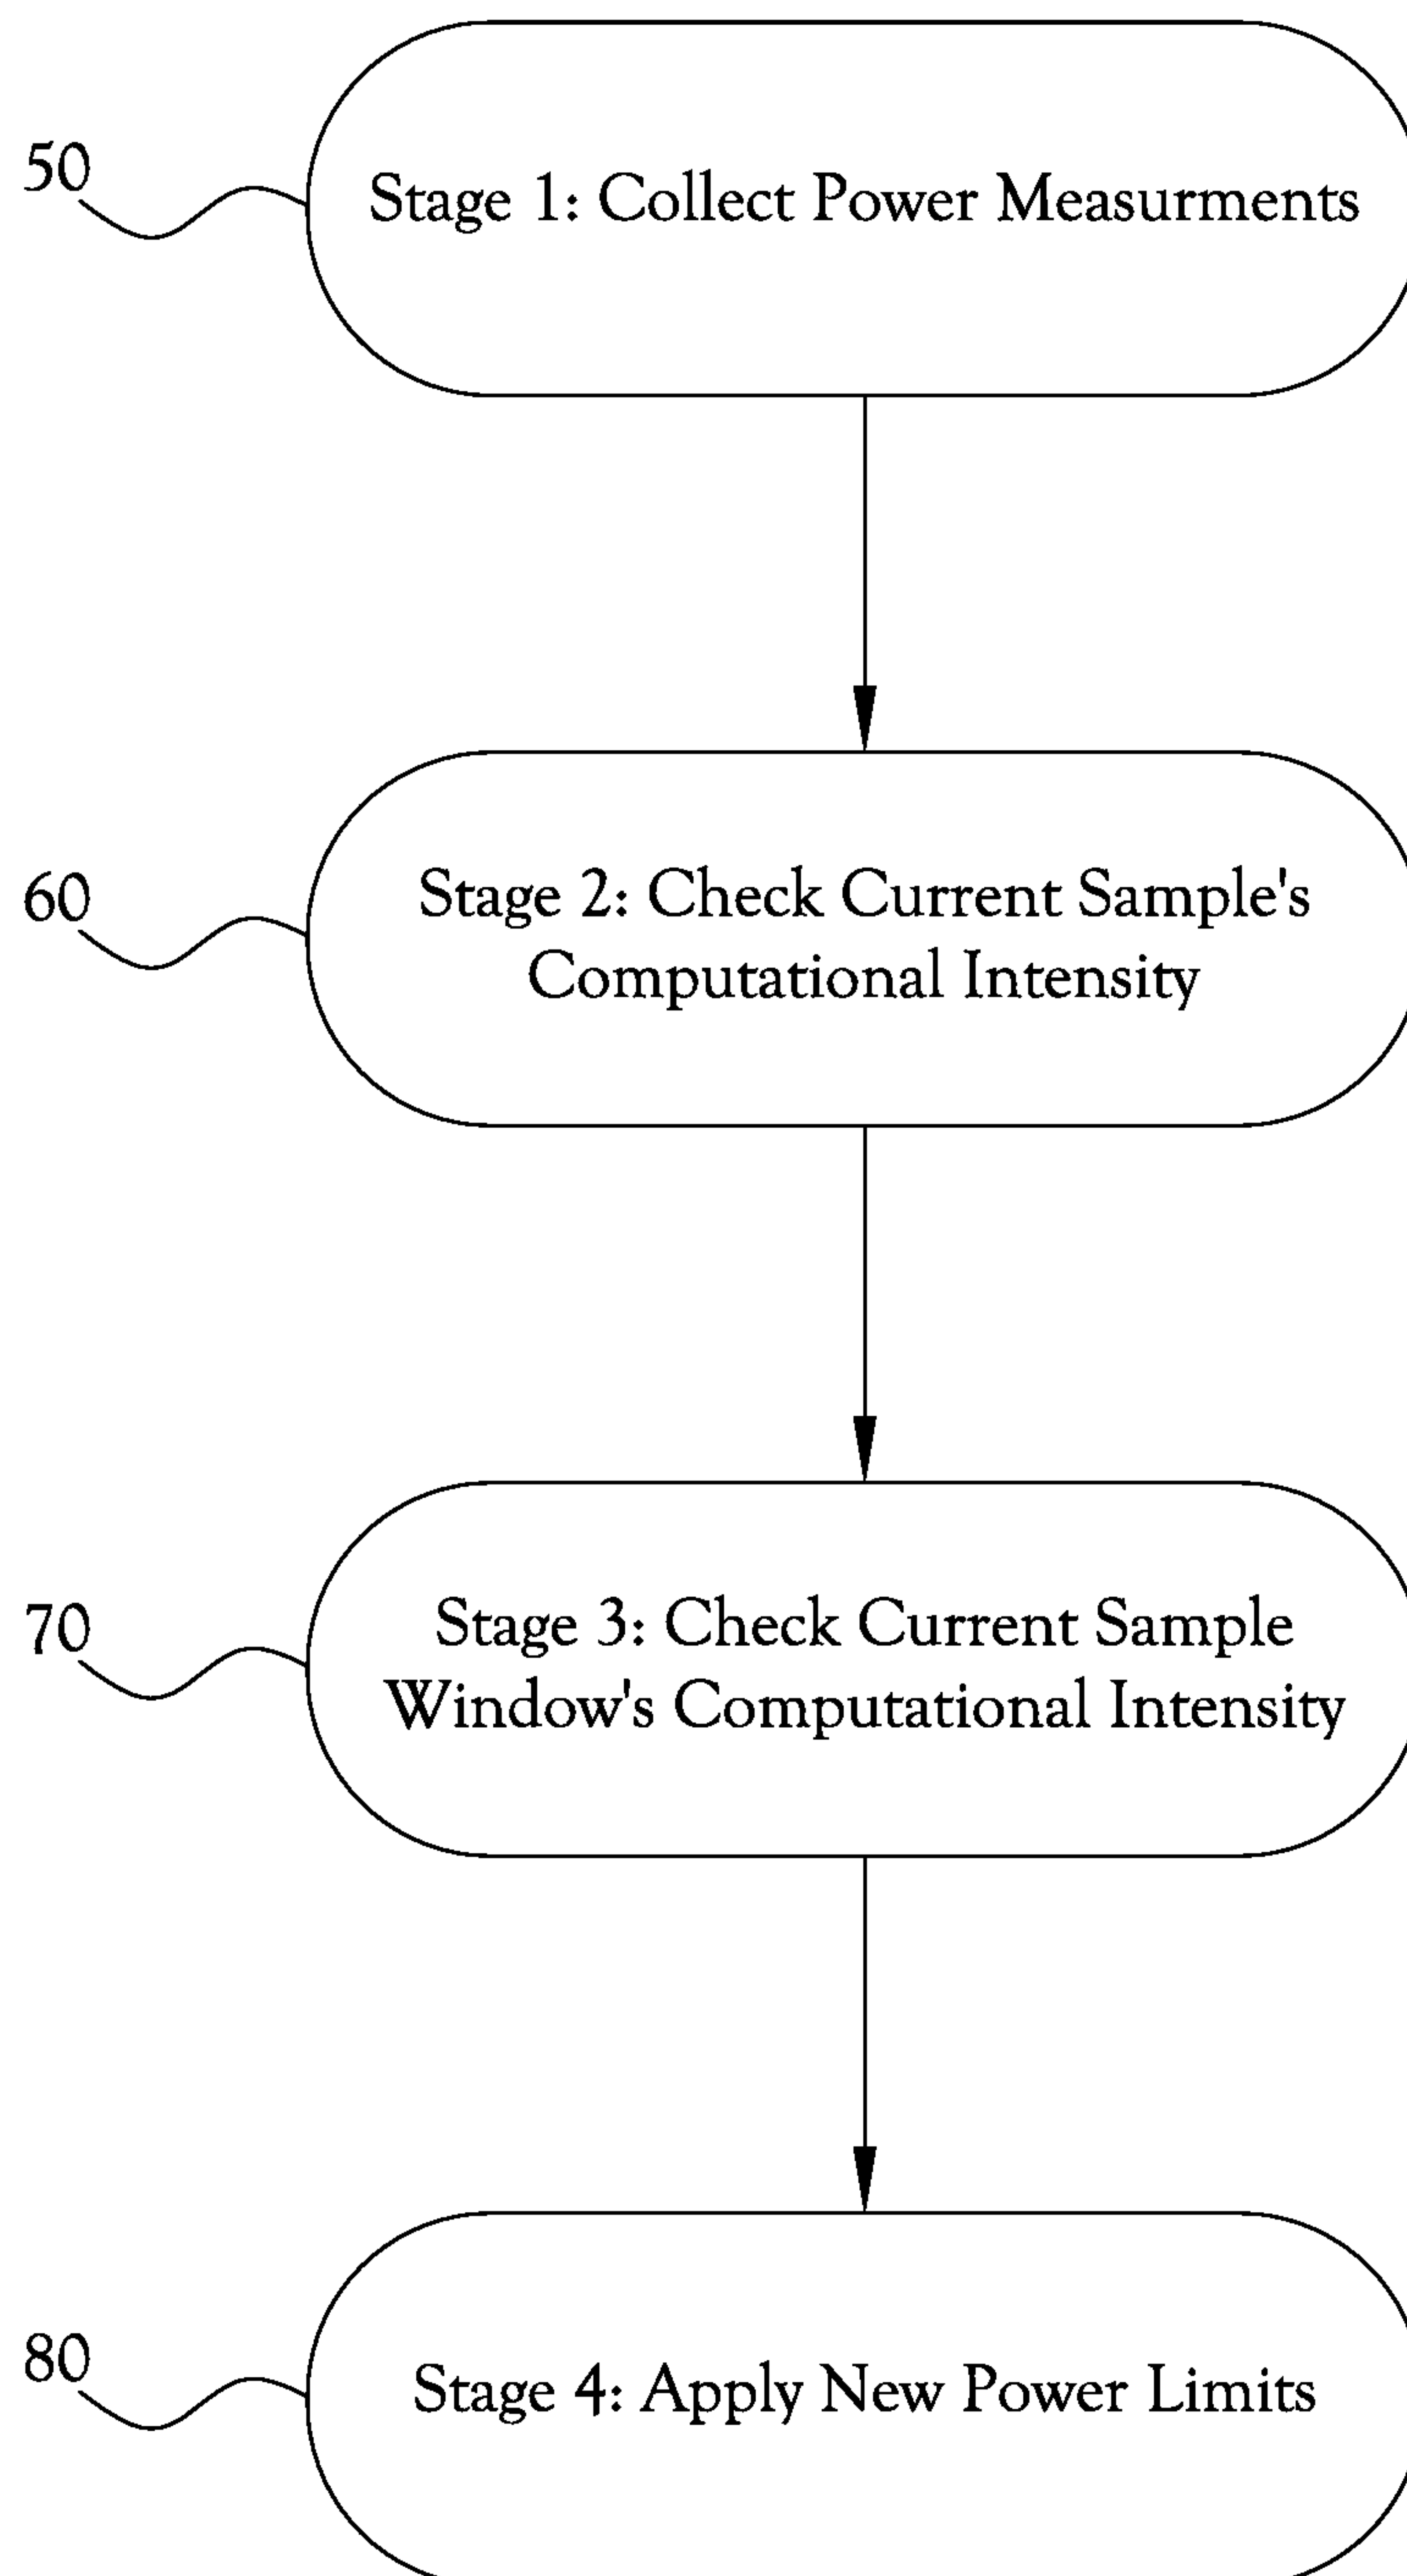 50
Stage 1: Collect Power Measurments
60
Stage 2: Check Current Sample's
Computational Intensity
70
Stage 3: Check Current Sample
Window's Computational Intensity
80
Stage 4: Apply New Power Limits